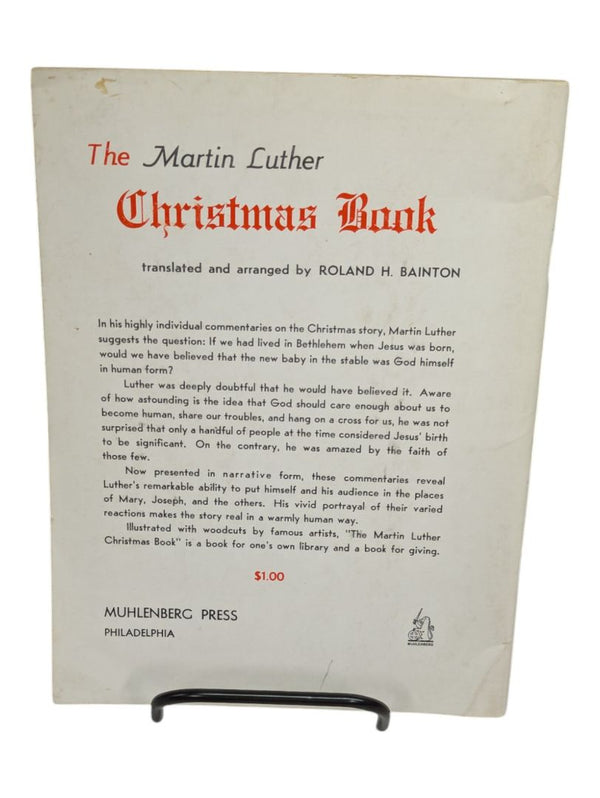 The Martin Luther
Christmas Book
translated and arranged by ROLAND H. BAINTON
In his highly individual commentaries on the Christmas story, Martin Luther
suggests the question: If we had lived in Bethlehem when Jesus was born,
would we have believed that the new baby in the stable was God himself
in human form?
Luther was deeply doubtful that he would have believed it. Aware
of how astounding is the idea that God should care enough about us to
become human, share our troubles, and hang on a cross for us, he was not
surprised that only a handful of people at the time considered Jesus' birth
to be significant. On the contrary, he was amazed by the faith of
those few.
Now presented in narrative form, these commentaries reveal
Luther's remarkable ability to put himself and his audience in the places
of Mary, Joseph, and the others. His vivid portrayal of their varied
reactions makes the story real in a warmly human way.
Illustrated with woodcuts by famous artists, "The Martin Luther
Christmas Book" is a book for one's own library and a book for giving.
$1.00
MUHLENBERG PRESS
PHILADELPHIA
MUHLENBERG